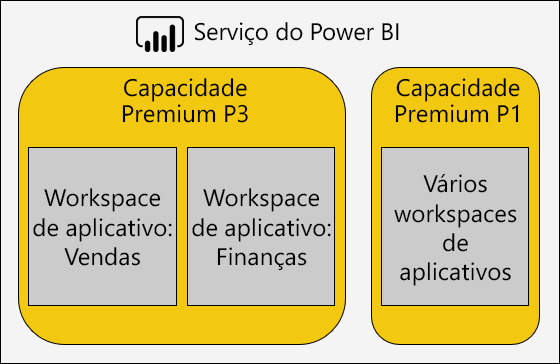 Serviço do Power BI
Capacidade
Premium P3
Workspace
de aplicativo:
Vendas
Workspace
de aplicativo:
Finanças
Capacidade
Premium P1
Vários
workspaces
de
aplicativos